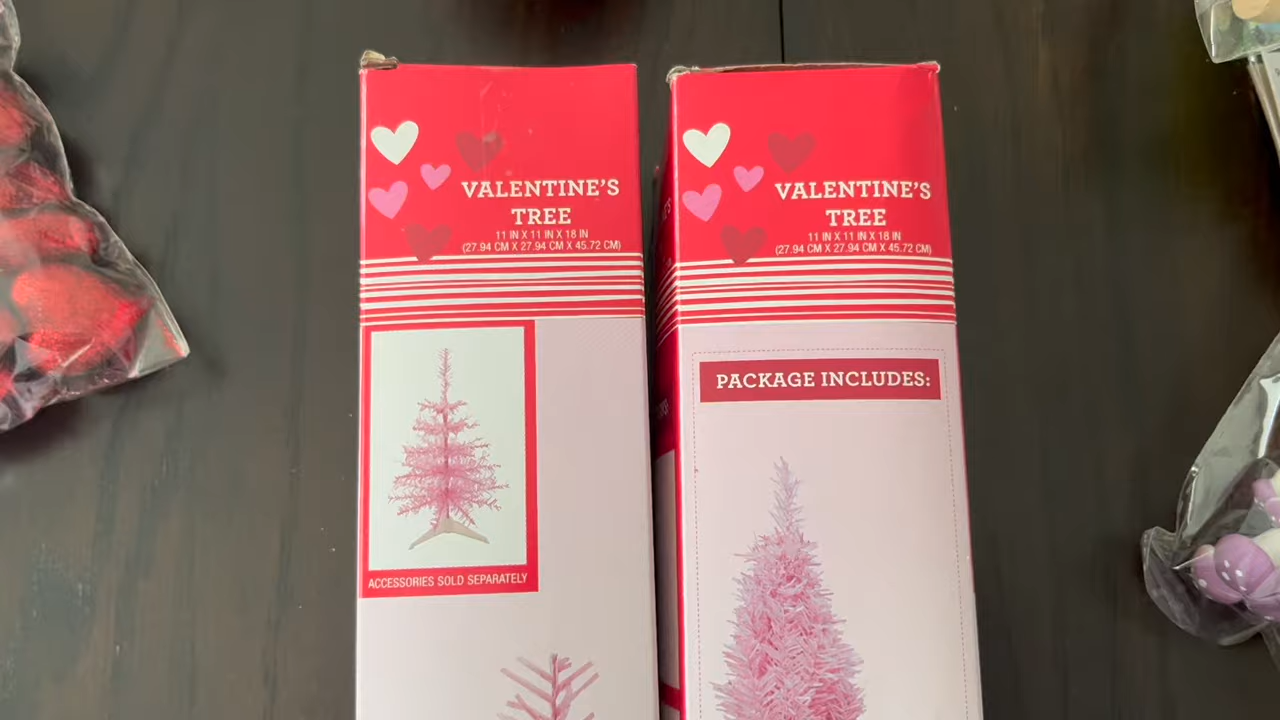 VALENTINE'S
TREE
11 IN X 11 IN X 18 IN
(27.94 CM X 27.94 CM X 45.72 CM)
ACCESSORIES SOLD SEPARATELY
VALENTINE'S
TREE
11 IN X 11 IN X 18 IN
(27.94 CM X 27.94 CM X 45.72 CM)
PACKAGE INCLUDES: